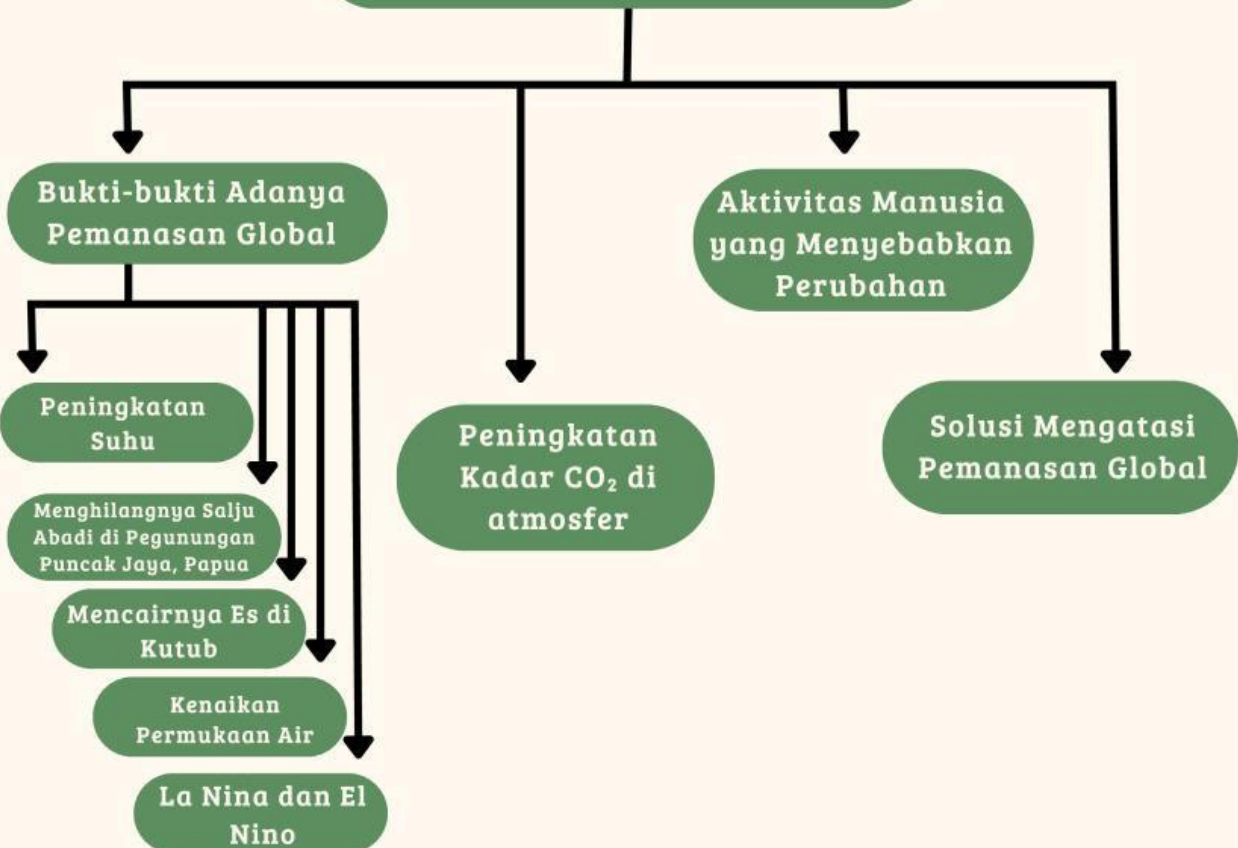 Bukti-bukti Adanya
Pemanasan Global
Peningkatan
Suhu
Menghilangnya Salju
Abadi di Pegunungan
Puncak Jaya, Papua
Mencairnya Es di
Kutub
Kenaikan
Permukaan Air
La Nina dan El
Nino
Peningkatan
Kadar CO₂ di
atmosfer
Aktivitas Manusia
yang Menyebabkan
Perubahan
Solusi Mengatasi
Pemanasan Global